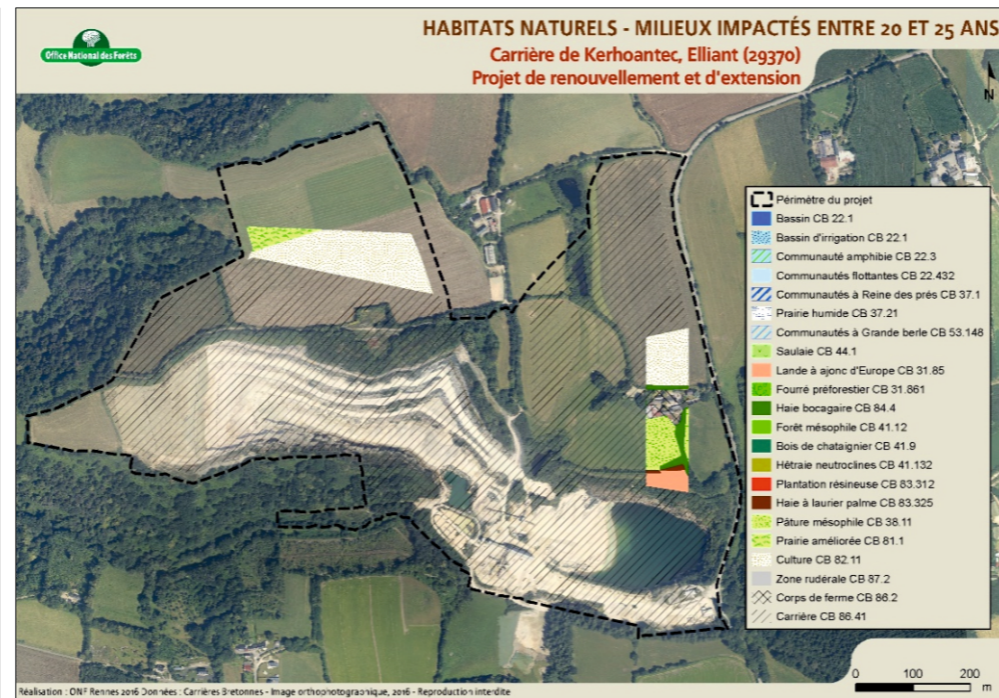 Office National des Forêts
HABITATS NATURELS - MILIEUX IMPACTÉS ENTRE 20 ET 25 ANS
Carrière de Kerhoantec, Elliant (29370)
Projet de renouvellement et d'extension
N
Périmètre du projet
Bassin CB 22.1
Bassin d'irrigation CB 22.1
Communauté amphibie CB 22.3
Communautés flottantes CB 22.432
Communautés à Reine des prés CB 37.1
Prairie humide CB 37.21
Communautés à Grande berle CB 53.148
Saulaie CB 44.1
Lande à ajonc d'Europe CB 31.85
Fourré préforestier CB 31.861
Haie bocagaire CB 84.4
Forêt mésophile CB 41.12
Bois de chataignier CB 41.9
Hêtraie neutroclines CB 41.132
Plantation résineuse CB 83.312
Haie à laurier palme CB 83.325
Pâture mésophile CB 38.11
Prairie améliorée CB 81.1
Culture CB 82.11
Zone rudérale CB 87.2
Corps de ferme CB 86.2
Carrière CB 86.41
0 100 200
m
Réalisation : ONF Rennes 2016 Données : Carrières Bretonnes - Image orthophotographique, 2016 - Reproduction interdite